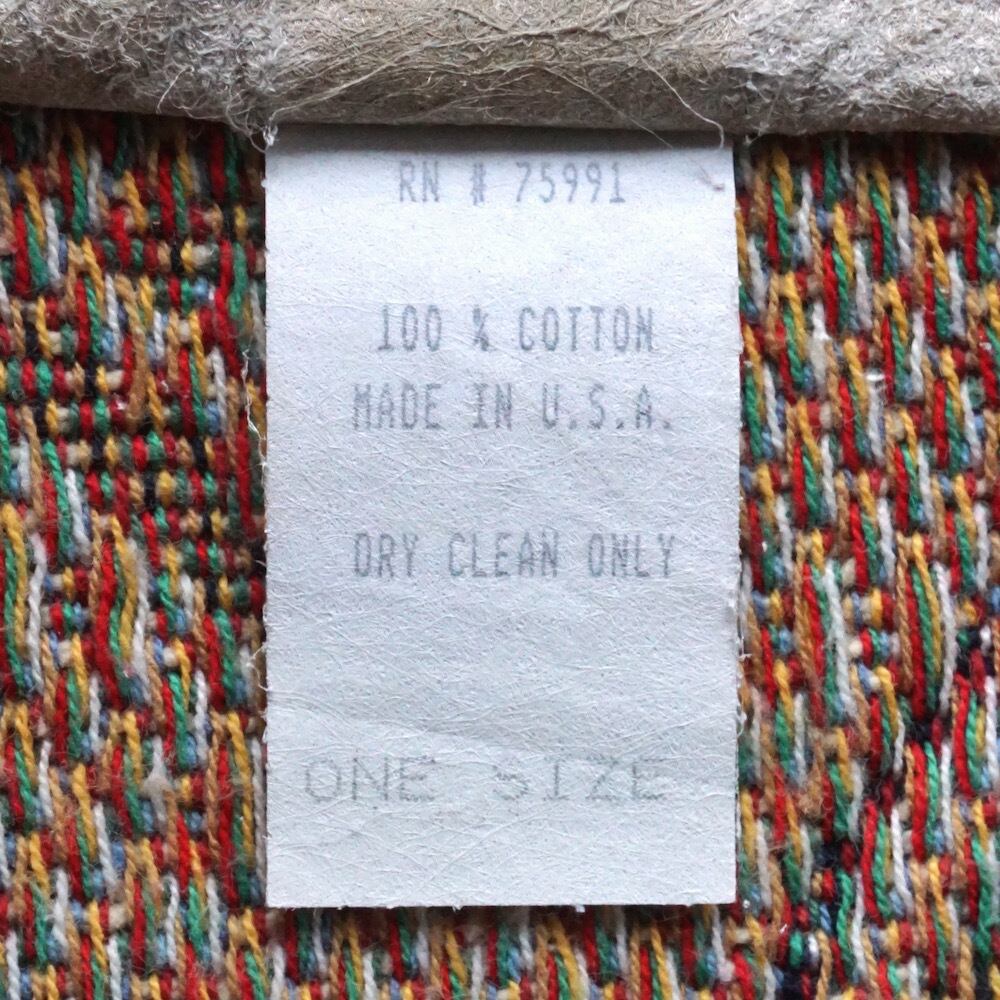 RN # 75991
100 % COTTON
MADE IN U.S.A.
DRY CLEAN ONLY
ONE SIZE